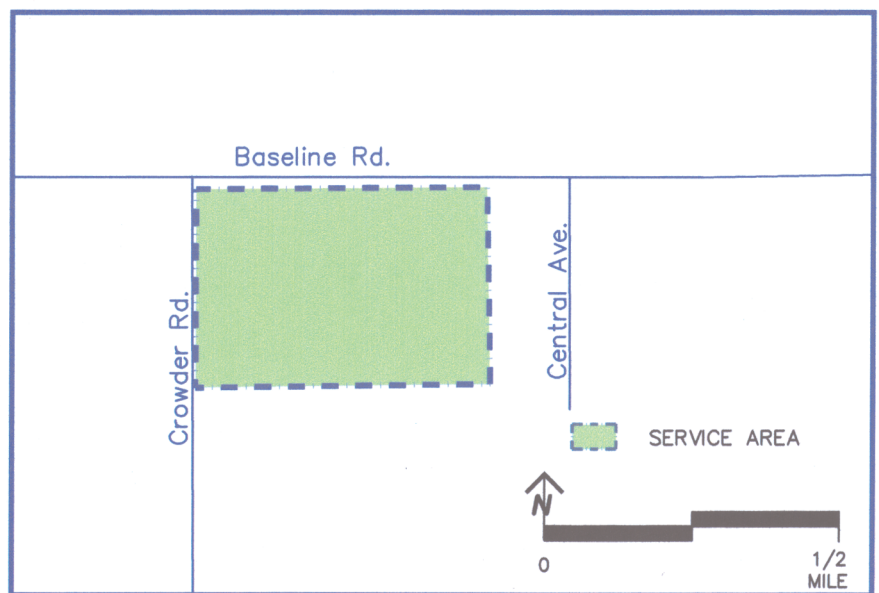 Baseline Rd.
Crowder Rd.
Central Ave.
SERVICE AREA
N
0
1/2
MILE